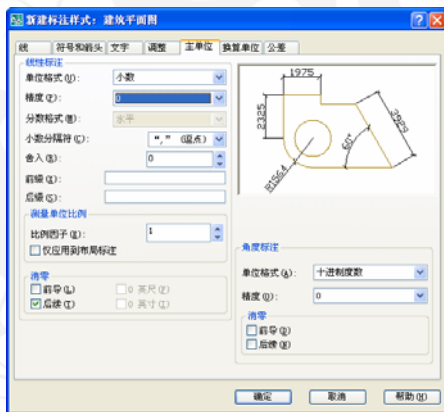 新建标注样式: 建筑平面图
线 符号和箭头 文字 调整 主单位 换算单位 公差
线性标注
单位格式(U): 小数
精度(P): 0
分数格式(M): 水平
小数分隔符(C): “,” (逗点)
舍入(R): 0
前缀(X):
后缀(S):
测量单位比例
比例因子(E): 1
仅应用到布局标注
消零
前导(L) 0 英尺(F)
后续(T) 0 英寸(I)
1975
2325
2929
60°
R1564
角度标注
单位格式(A): 十进制度数
精度(O): 0
消零
前导(D)
后续(N)
确定 取消 帮助(H)